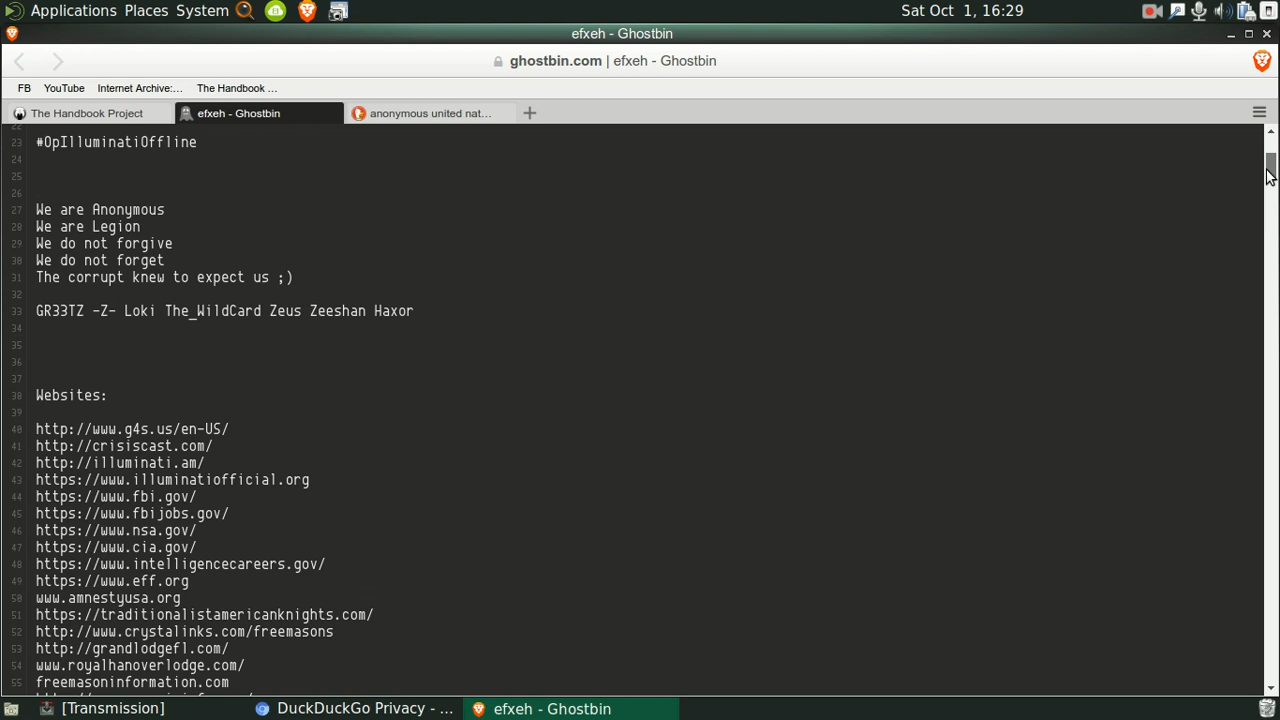 Applications Places System
Sat Oct 1, 16:29
efxeh - Ghostbin
ghostbin.com | efxeh - Ghostbin
FB YouTube Internet Archive:... The Handbook ...
The Handbook Project
efxeh - Ghostbin
anonymous united nat...
22
23 #OpIlluminatiOffline
24
25
26
27 We are Anonymous
28 We are Legion
29 We do not forgive
30 We do not forget
31 The corrupt knew to expect us ;)
32
33 GR33TZ -Z- Loki The_WildCard Zeus Zeeshan Haxor
34
35
36
37
38 Websites:
39
40 http://www.g4s.us/en-US/
41 http://crisiscast.com/
42 http://illuminati.am/
43 https://www.illuminatiofficial.org
44 https://www.fbi.gov/
45 https://www.fbijobs.gov/
46 https://www.nsa.gov/
47 https://www.cia.gov/
48 https://www.intelligencecareers.gov/
49 https://www.eff.org
50 www.amnestyusa.org
51 https://traditionalistamericanknights.com/
52 http://www.crystalinks.com/freemasons
53 http://grandlodgefl.com/
54 www.royalhanoverlodge.com/
55 freemasoninformation.com
[Transmission]
DuckDuckGo Privacy - ...
efxeh - Ghostbin